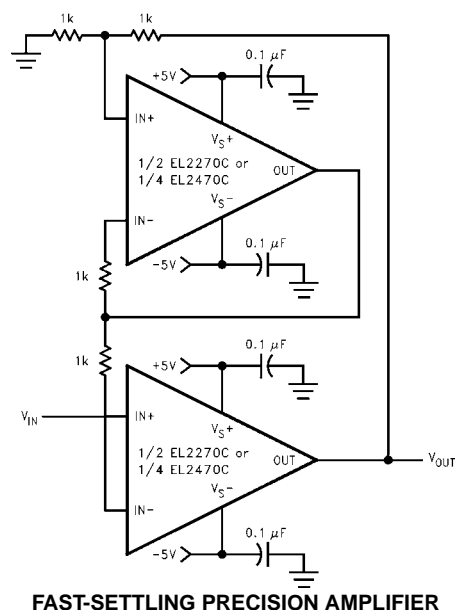 1k
1k
0.1 μF
+5V
IN+
VS+
1/2 EL2270C or
1/4 EL2470C
OUT
VS−
IN−
0.1 μF
−5V
1k
1k
+5V
0.1 μF
VIN
IN+
VS+
1/2 EL2270C or
1/4 EL2470C
OUT
VOUT
VS−
IN−
0.1 μF
−5V
FAST-SETTLING PRECISION AMPLIFIER